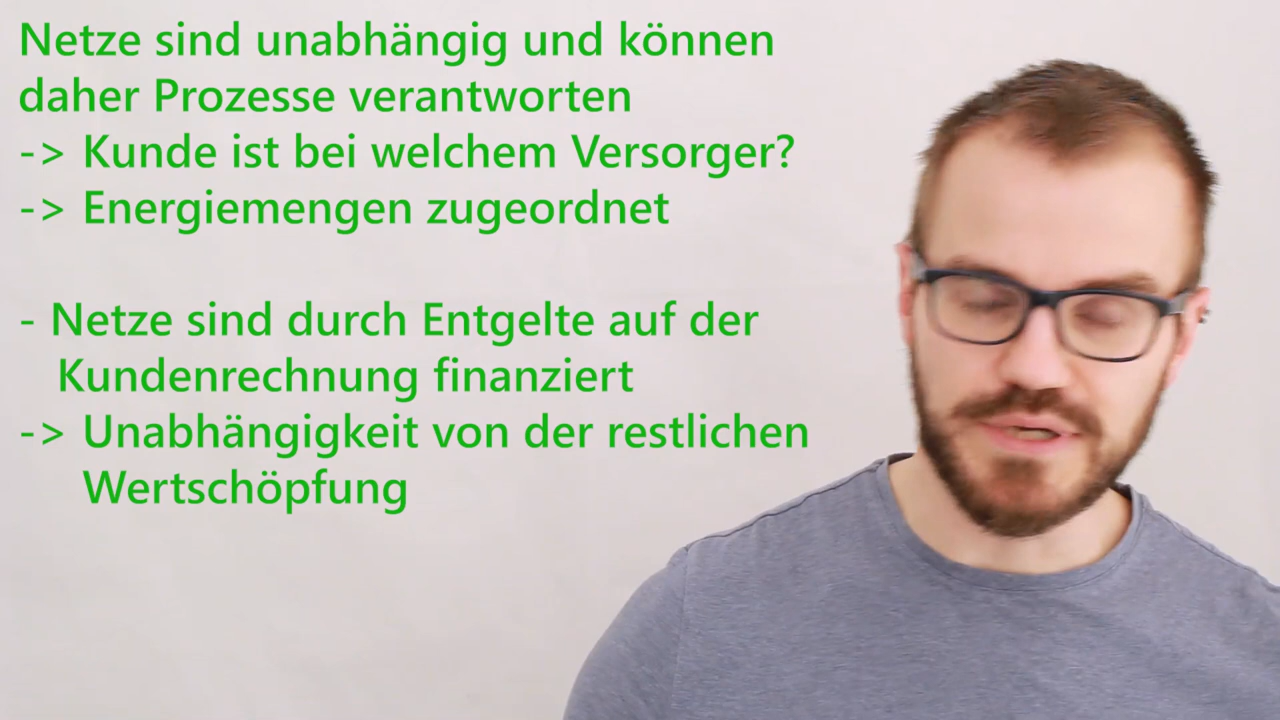 Netze sind unabhängig und können
daher Prozesse verantworten
-> Kunde ist bei welchem Versorger?
-> Energiemengen zugeordnet
- Netze sind durch Entgelte auf der
Kundenrechnung finanziert
-> Unabhängigkeit von der restlichen
Wertschöpfung